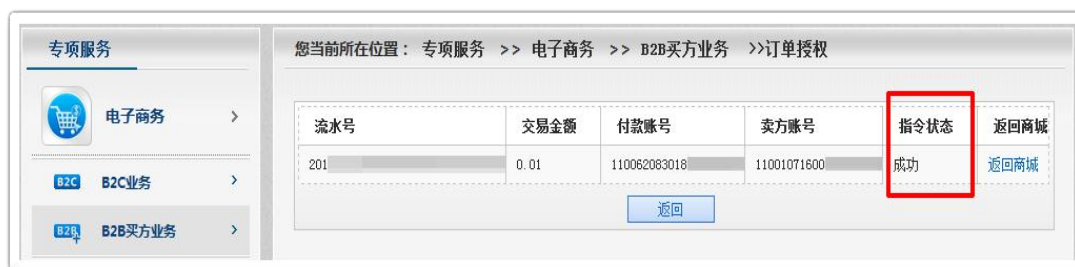 专项服务
您当前所在位置： 专项服务 >> 电子商务 >> B2B买方业务 >>订单授权
电子商务 >
流水号 交易金额 付款账号 卖方账号 指令状态 返回商城
201 0.01 110062083018 11001071600 成功 返回商城
B2C B2C业务 >
返回
B2B B2B买方业务 >